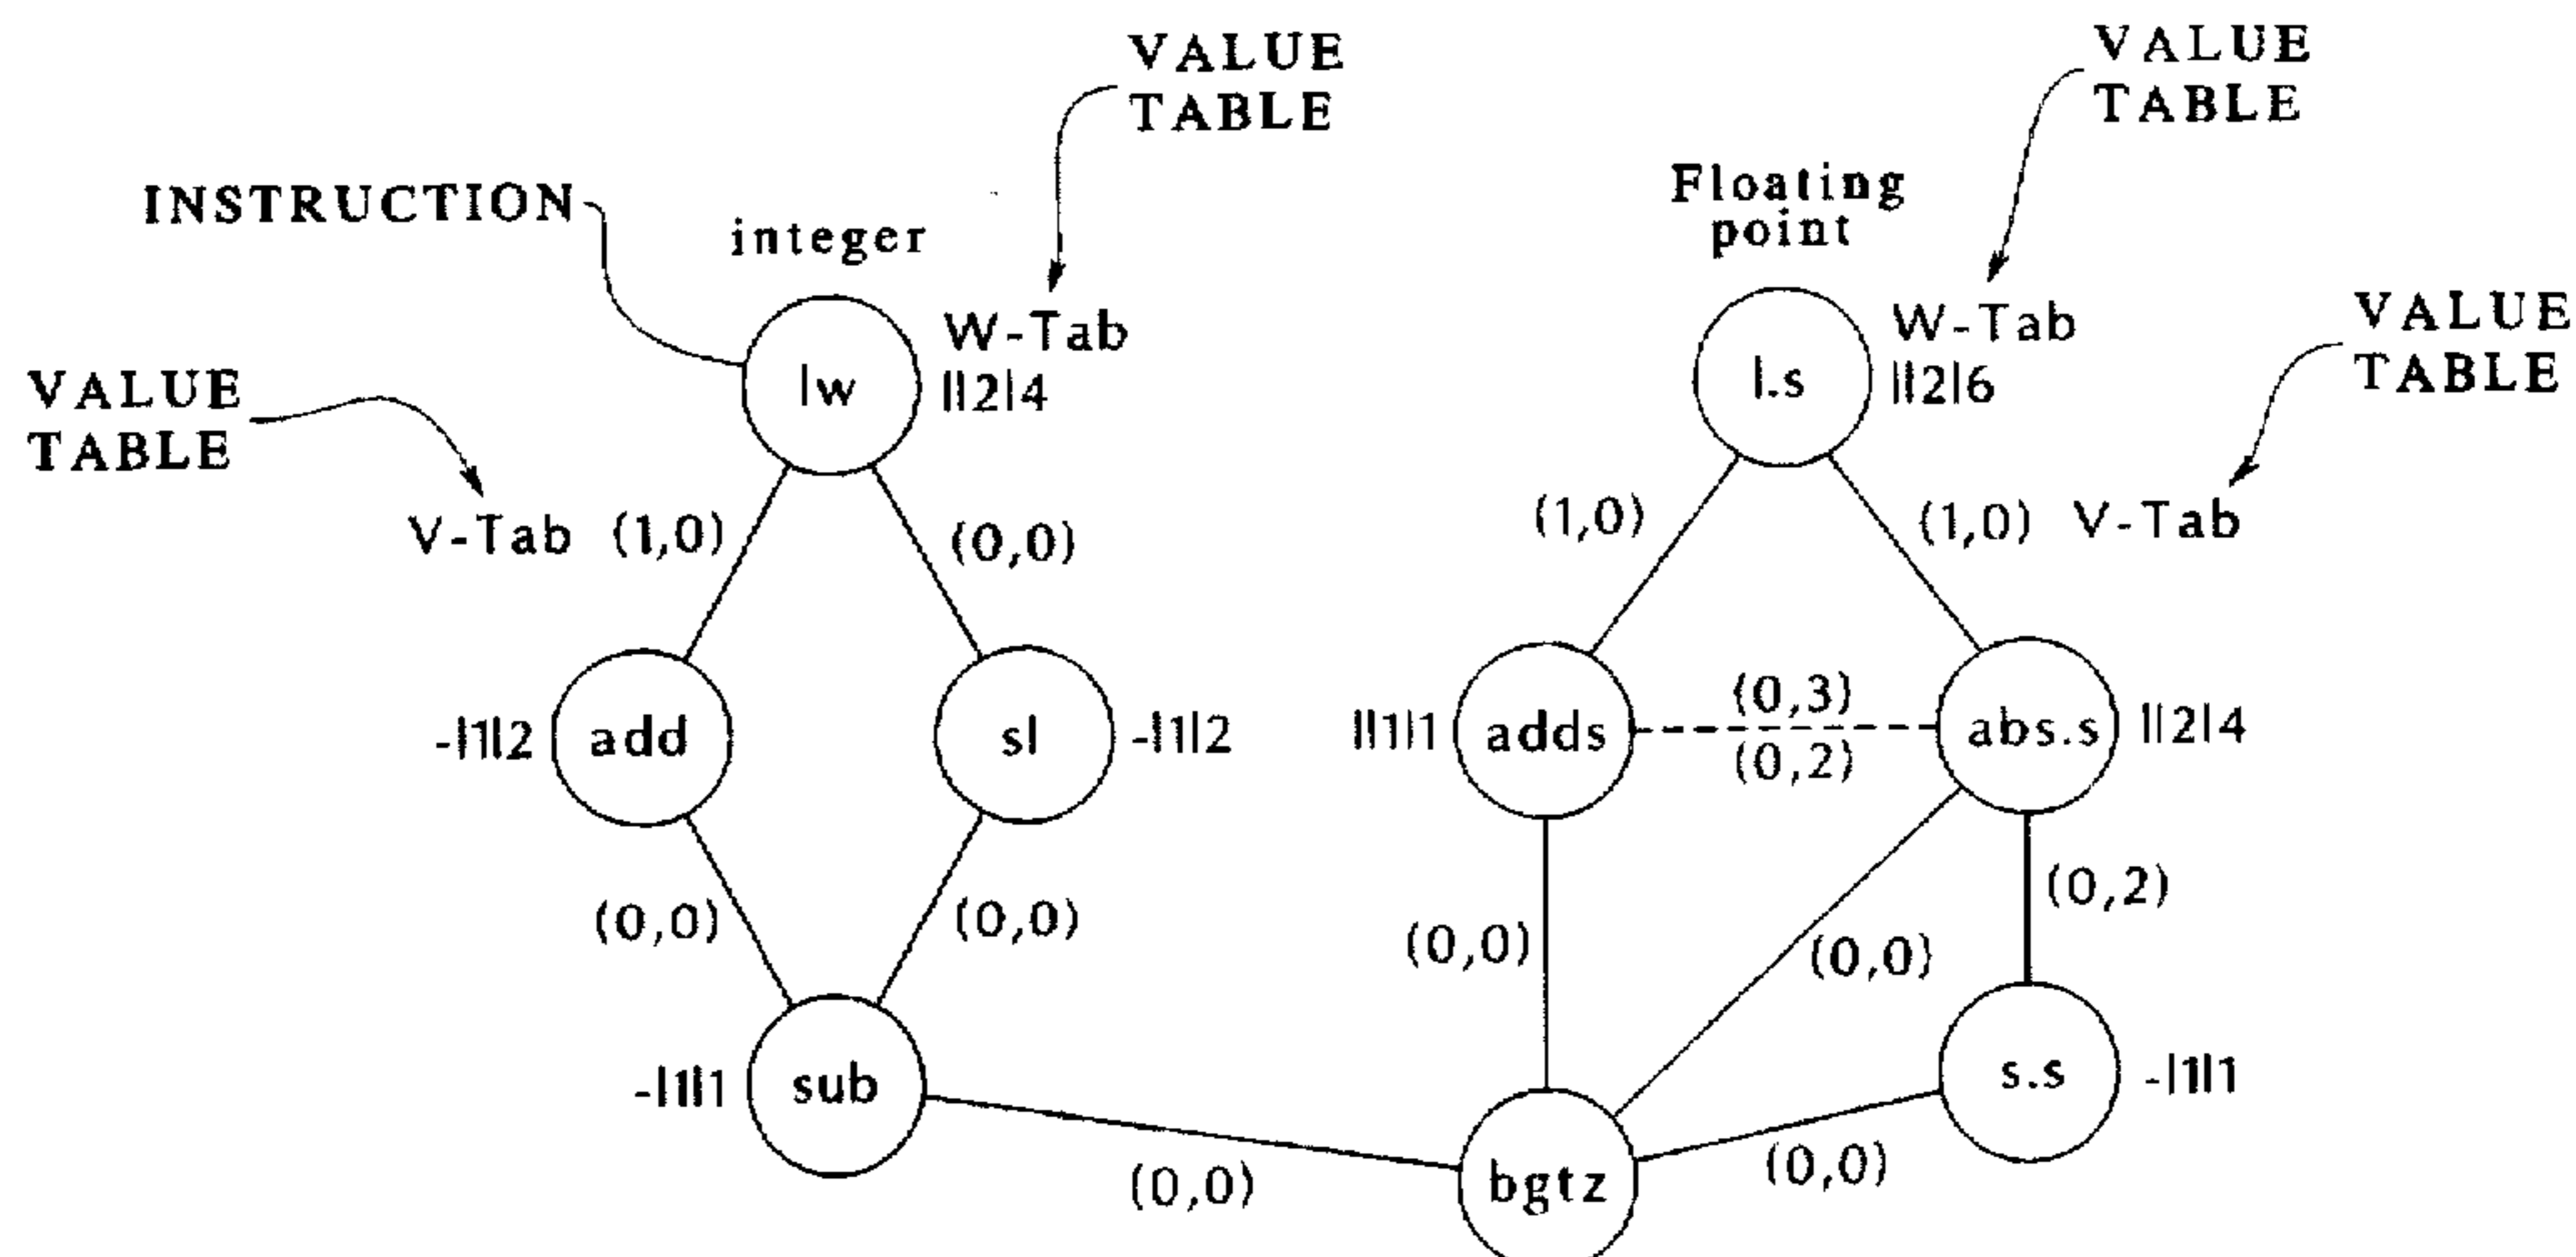 VALUE
TABLE
VALUE
TABLE
INSTRUCTION
integer
Floating
point
W-Tab
||2|4
lw
W-Tab
||2|6
l.s
VALUE
TABLE
VALUE
TABLE
V-Tab (1,0)
(0,0)
(1,0)
(1,0) V-Tab
-|1|2
add
sl
-|1|2
||1|1
adds
(0,3)
(0,2)
abs.s
||2|4
(0,0)
(0,0)
(0,0)
(0,0)
(0,2)
-|1|1
sub
s.s
-|1|1
(0,0)
bgtz
(0,0)